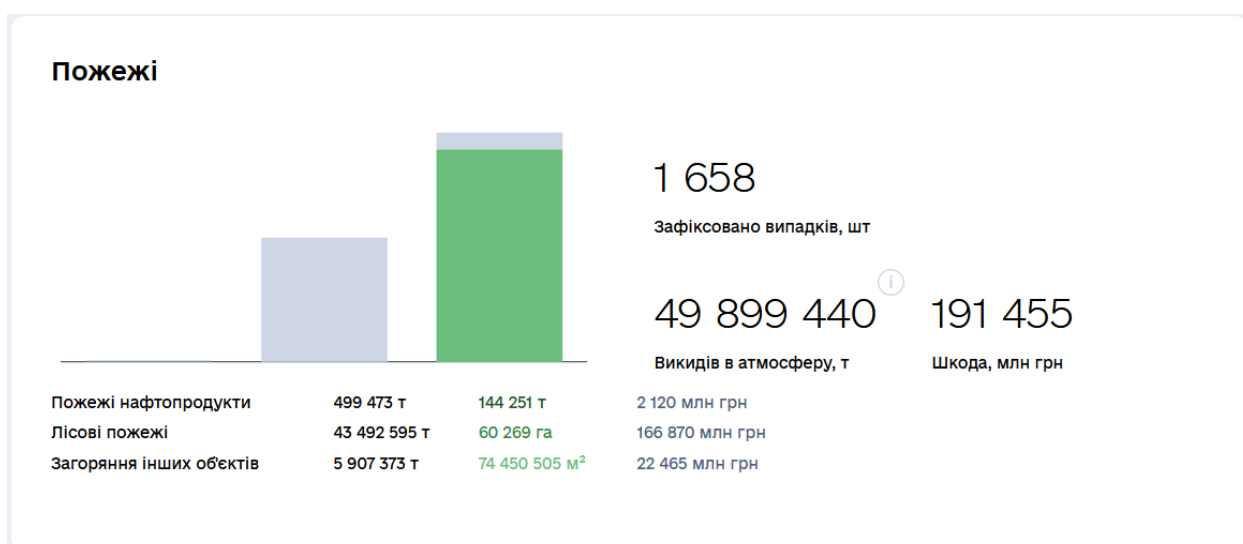 Пожежі
1 658
Зафіксовано випадків, шт
i
49 899 440
191 455
Викидів в атмосферу, т
Шкода, млн грн
Пожежі нафтопродукти 499 473 т 144 251 т 2 120 млн грн
Лісові пожежі 43 492 595 т 60 269 га 166 870 млн грн
Загоряння інших об'єктів 5 907 373 т 74 450 505 м² 22 465 млн грн